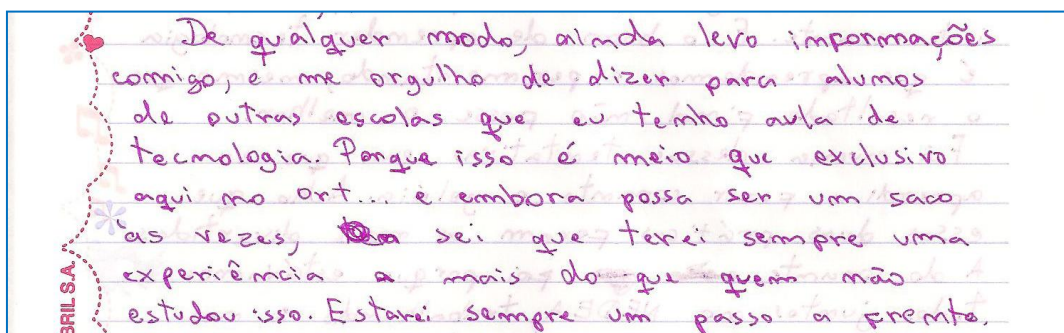 De qualquer modo, ainda levo informações
comigo, e me orgulho de dizer para alunos
de outras escolas que eu tenho aula de
tecnologia. Porque isso é meio que exclusivo
aqui no ort... e embora possa ser um saco
às vezes, sei que terei sempre uma
experiência a mais do que quem não
estudou isso. Estarei sempre um passo a frente.
BRIL S.A.